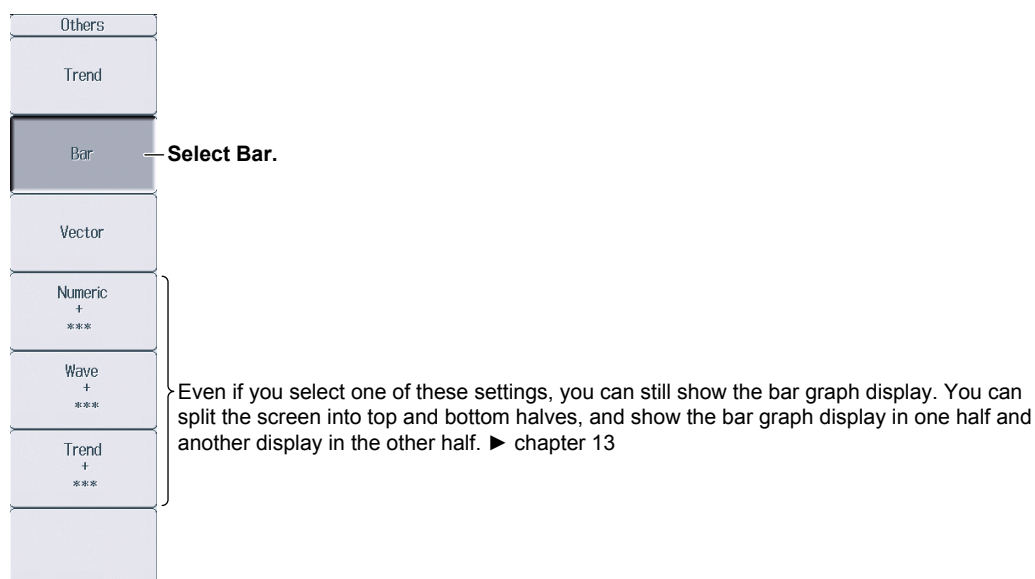 Others
Trend
Bar
Select Bar.
Vector
Numeric
+
***
Wave
+
***
Trend
+
***
Even if you select one of these settings, you can still show the bar graph display. You can
split the screen into top and bottom halves, and show the bar graph display in one half and
another display in the other half. ► chapter 13